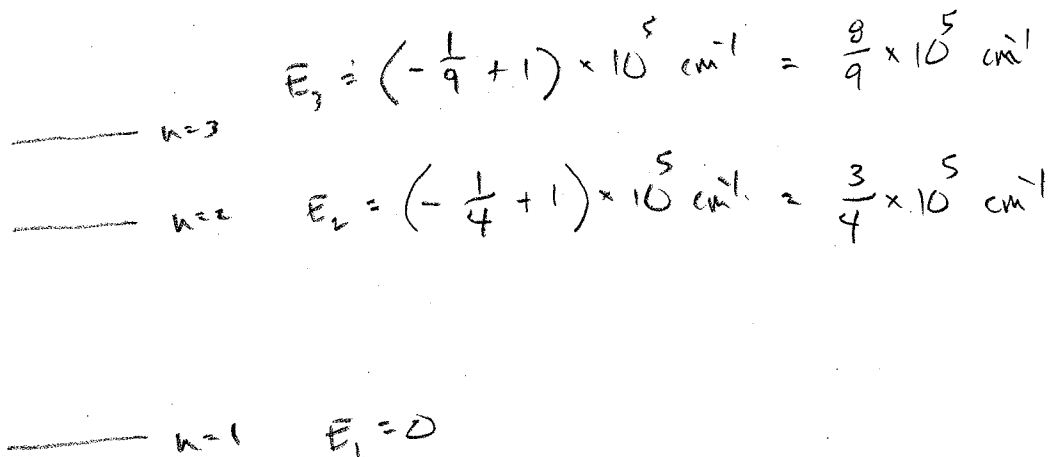 E₃ = (-1/9 + 1) × 10⁵ cm⁻¹ = 8/9 × 10⁵ cm⁻¹
n=3
n=2 E₂ = (-1/4 + 1) × 10⁵ cm⁻¹ = 3/4 × 10⁵ cm⁻¹
n=1 E₁ = 0